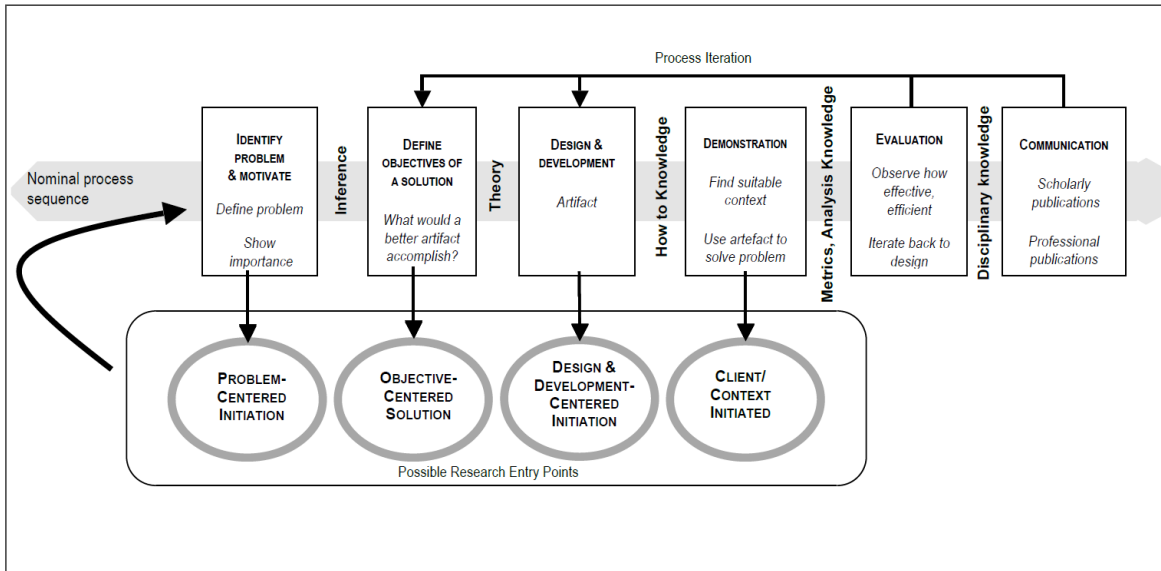 Process Iteration
Nominal process
sequence
IDENTIFY
PROBLEM
& MOTIVATE
Define problem
Show
importance
Inference
DEFINE
OBJECTIVES OF
A SOLUTION
What would a
better artifact
accomplish?
Theory
DESIGN &
DEVELOPMENT
Artifact
How to Knowledge
DEMONSTRATION
Find suitable
context
Use artefact to
solve problem
Metrics, Analysis Knowledge
EVALUATION
Observe how
effective,
efficient
Iterate back to
design
Disciplinary knowledge
COMMUNICATION
Scholarly
publications
Professional
publications
PROBLEM-
CENTERED
INITIATION
OBJECTIVE-
CENTERED
SOLUTION
DESIGN &
DEVELOPMENT-
CENTERED
INITIATION
CLIENT/
CONTEXT
INITIATED
Possible Research Entry Points